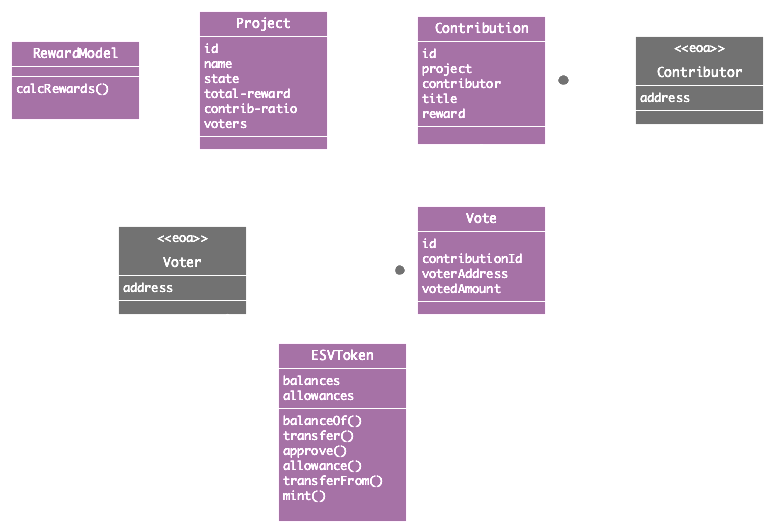 RewardModel
calcRewards()
Project
id
name
state
total-reward
contrib-ratio
voters
Contribution
id
project
contributor
title
reward
<<eoa>>
Contributor
address
<<eoa>>
Voter
address
Vote
id
contributionId
voterAddress
votedAmount
ESVToken
balances
allowances
balanceOf()
transfer()
approve()
allowance()
transferFrom()
mint()